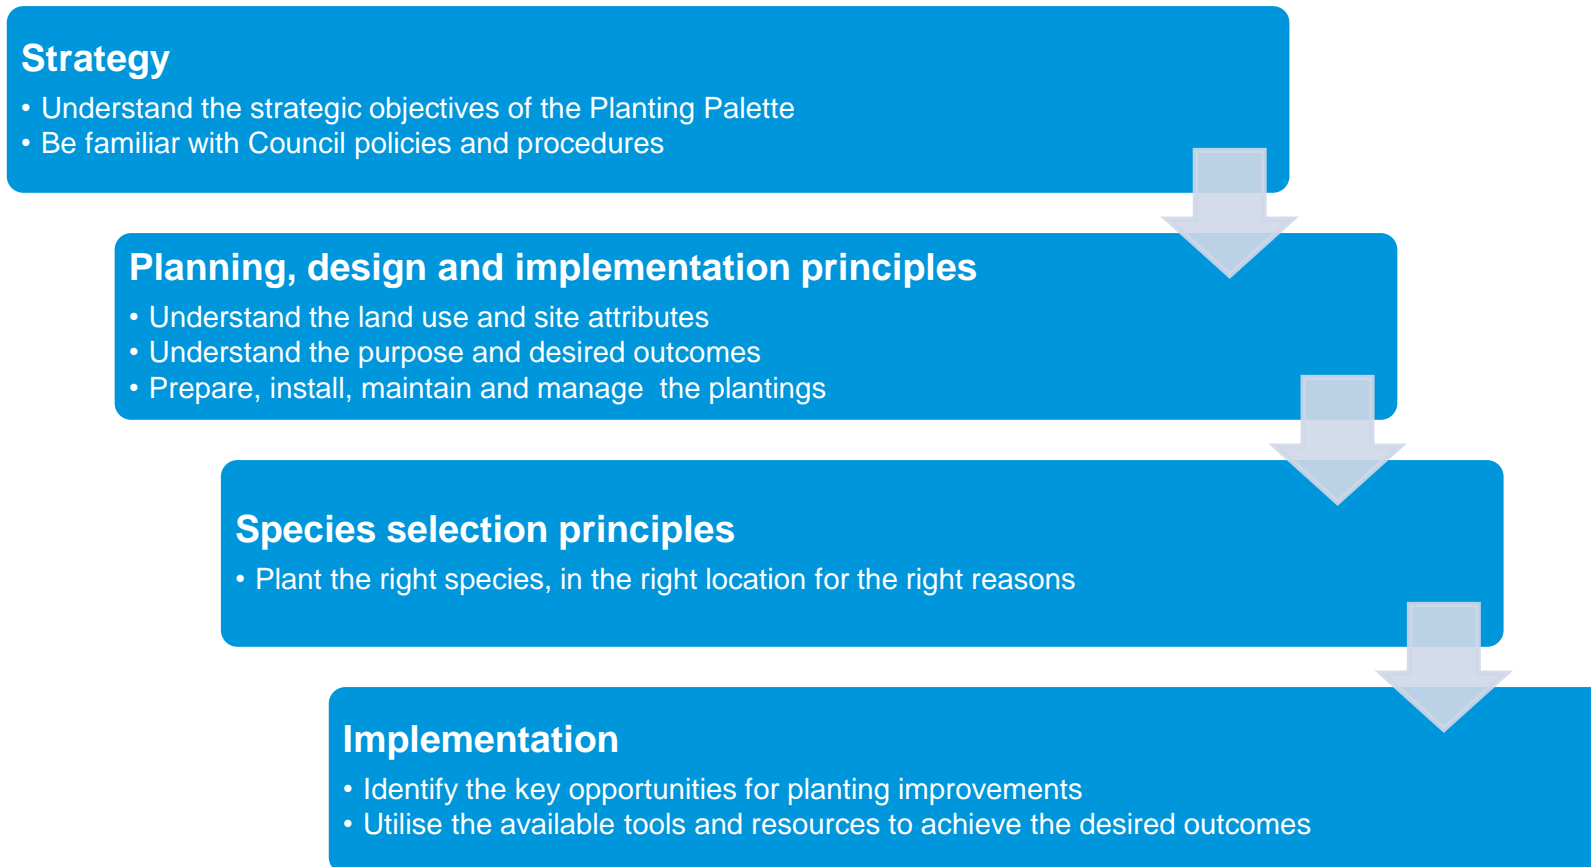 Strategy
• Understand the strategic objectives of the Planting Palette
• Be familiar with Council policies and procedures
Planning, design and implementation principles
• Understand the land use and site attributes
• Understand the purpose and desired outcomes
• Prepare, install, maintain and manage  the plantings
Species selection principles
• Plant the right species, in the right location for the right reasons
Implementation
• Identify the key opportunities for planting improvements
• Utilise the available tools and resources to achieve the desired outcomes